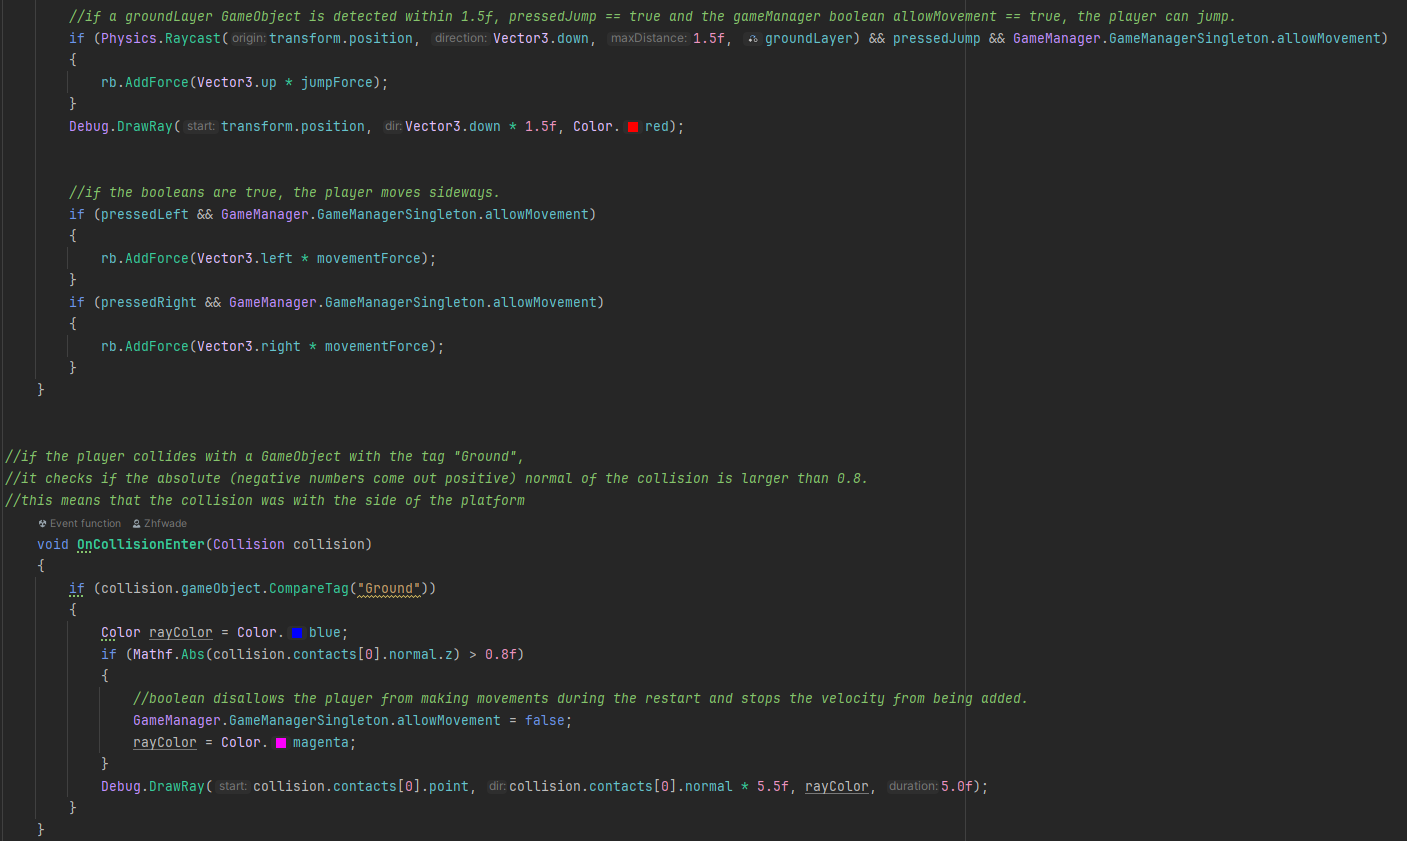 //if a groundLayer GameObject is detected within 1.5f, pressedJump == true and the gameManager boolean allowMovement == true, the player can jump.
if (Physics.Raycast(origin:transform.position, direction:Vector3.down, maxDistance:1.5f, groundLayer) && pressedJump && GameManager.GameManagerSingleton.allowMovement)
{
rb.AddForce(Vector3.up * jumpForce);
}
Debug.DrawRay(start:transform.position, dir:Vector3.down * 1.5f, Color.red);
//if the booleans are true, the player moves sideways.
if (pressedLeft && GameManager.GameManagerSingleton.allowMovement)
{
rb.AddForce(Vector3.left * movementForce);
}
if (pressedRight && GameManager.GameManagerSingleton.allowMovement)
{
rb.AddForce(Vector3.right * movementForce);
}
}
//if the player collides with a GameObject with the tag "Ground",
//it checks if the absolute (negative numbers come out positive) normal of the collision is larger than 0.8.
//this means that the collision was with the side of the platform
Event function Zhfwade
void OnCollisionEnter(Collision collision)
{
if (collision.gameObject.CompareTag("Ground"))
{
Color rayColor = Color.blue;
if (Mathf.Abs(collision.contacts[0].normal.z) > 0.8f)
{
//boolean disallows the player from making movements during the restart and stops the velocity from being added.
GameManager.GameManagerSingleton.allowMovement = false;
rayColor = Color.magenta;
}
Debug.DrawRay(start:collision.contacts[0].point, dir:collision.contacts[0].normal * 5.5f, rayColor, duration:5.0f);
}
}